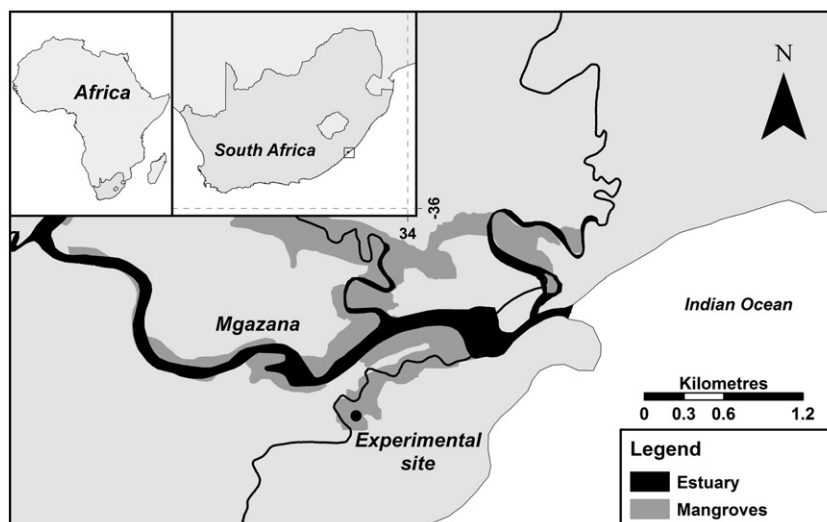 Africa
South Africa
34
-36
N
Mgazana
Indian Ocean
Experimental
site
Kilometres
0 0.3 0.6 1.2
Legend
Estuary
Mangroves